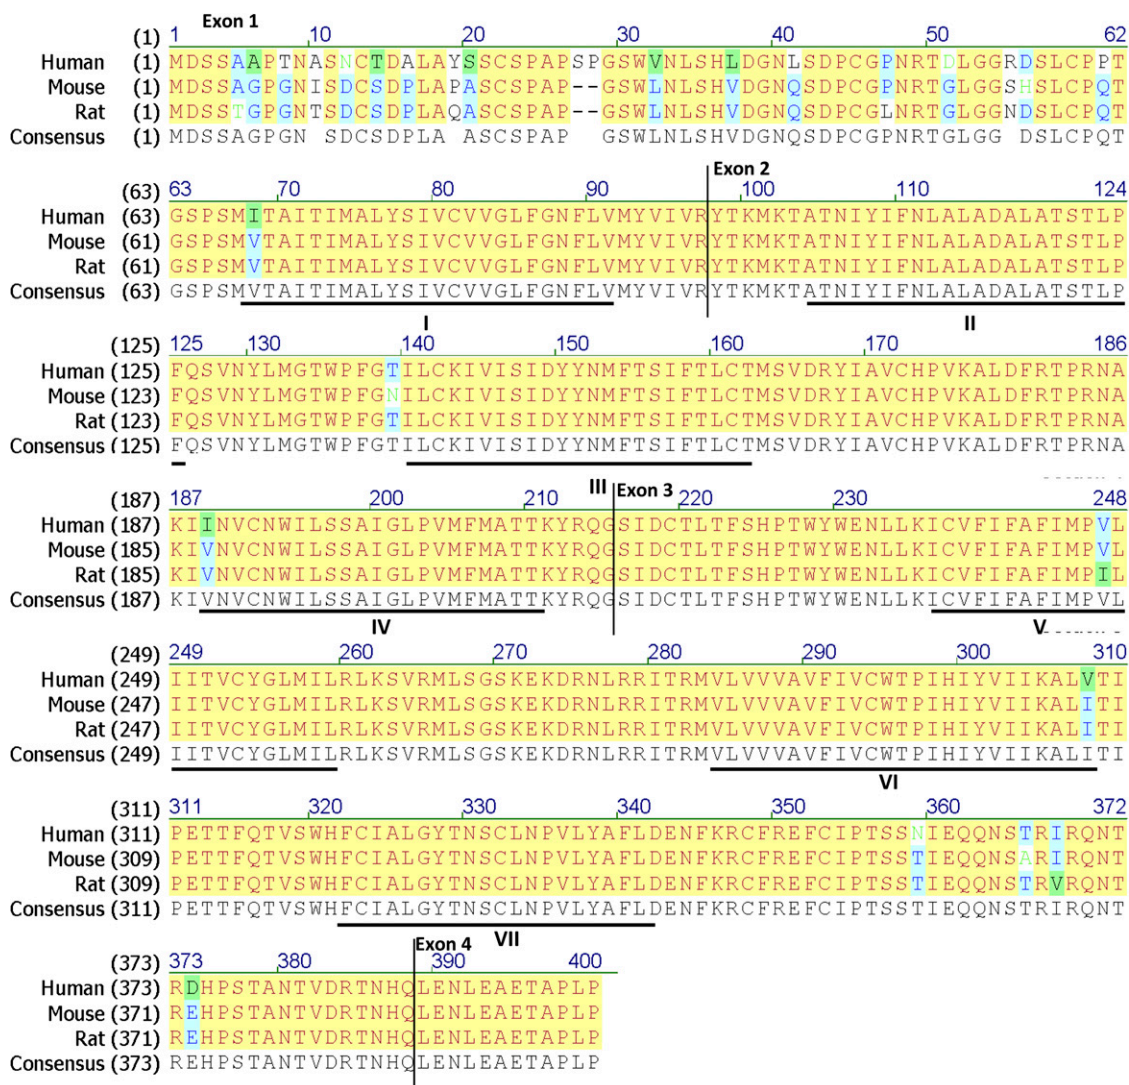 Exon 1
(1) 1 10 20 30 40 50 62
Human (1) MDSSAAPTNASNCTDALAYSSCSPAPSPGSWVNLSHLDGNLSDPCGPNRTDLGGRDSLCPPT
Mouse (1) MDSSAGPGNISDCSDPLAPASCSPAP--GSWLNLSHVDGNQSDPCGPNRTGLGGSHSLCPQT
Rat (1) MDSSTGPGNTSDCSDPLAQASCSPAP--GSWLNLSHVDGNQSDPCGLNRTGLGGNDSLCPQT
Consensus (1) MDSSAGPGN SDCSDPLA ASCSPAP  GSWLNLSHVDGNQSDPCGPNRTGLGG DSLCPQT
Exon 2
(63) 63 70 80 90 100 110 124
Human (63) GSPSMITAITIMALYSIVCVVGLFGNFLVMYVIVRYTKMKTATNIYIFNLALADALATSTLP
Mouse (61) GSPSMVTAITIMALYSIVCVVGLFGNFLVMYVIVRYTKMKTATNIYIFNLALADALATSTLP
Rat (61) GSPSMVTAITIMALYSIVCVVGLFGNFLVMYVIVRYTKMKTATNIYIFNLALADALATSTLP
Consensus (63) GSPSMVTAITIMALYSIVCVVGLFGNFLVMYVIVRYTKMKTATNIYIFNLALADALATSTLP
I II
(125) 125 130 140 150 160 170 186
Human (125) FQSVNYLMGTWPFGTILCKIVISIDYYNMFTSIFTLCTMSVDRYIAVCHPVKALDFRTPRNA
Mouse (123) FQSVNYLMGTWPFGNILCKIVISIDYYNMFTSIFTLCTMSVDRYIAVCHPVKALDFRTPRNA
Rat (123) FQSVNYLMGTWPFGTILCKIVISIDYYNMFTSIFTLCTMSVDRYIAVCHPVKALDFRTPRNA
Consensus (125) FQSVNYLMGTWPFGTILCKIVISIDYYNMFTSIFTLCTMSVDRYIAVCHPVKALDFRTPRNA
III Exon 3
(187) 187 200 210 220 230 248
Human (187) KIINVCNWILSSAIGLPVMFMATTKYRQGSIDCTLTFSHPTWYWENLLKICVFIFAFIMPVL
Mouse (185) KIVNVCNWILSSAIGLPVMFMATTKYRQGSIDCTLTFSHPTWYWENLLKICVFIFAFIMPVL
Rat (185) KIVNVCNWILSSAIGLPVMFMATTKYRQGSIDCTLTFSHPTWYWENLLKICVFIFAFIMPIL
Consensus (187) KIVNVCNWILSSAIGLPVMFMATTKYRQGSIDCTLTFSHPTWYWENLLKICVFIFAFIMPVL
IV V
(249) 249 260 270 280 290 300 310
Human (249) IITVCYGLMILRLKSVRMLSGSKEKDRNLRRITRMVLVVVAVFIVCWTPIHIYVIIKALVTI
Mouse (247) IITVCYGLMILRLKSVRMLSGSKEKDRNLRRITRMVLVVVAVFIVCWTPIHIYVIIKALITI
Rat (247) IITVCYGLMILRLKSVRMLSGSKEKDRNLRRITRMVLVVVAVFIVCWTPIHIYVIIKALITI
Consensus (249) IITVCYGLMILRLKSVRMLSGSKEKDRNLRRITRMVLVVVAVFIVCWTPIHIYVIIKALITI
VI
(311) 311 320 330 340 350 360 372
Human (311) PETTFQTVSWHFCIALGYTNSCLNPVLYAFLDENFKRCFREFCIPTSSNIEQQNSTRIRQNT
Mouse (309) PETTFQTVSWHFCIALGYTNSCLNPVLYAFLDENFKRCFREFCIPTSSTIEQQNSARIRQNT
Rat (309) PETTFQTVSWHFCIALGYTNSCLNPVLYAFLDENFKRCFREFCIPTSSTIEQQNSTRVRQNT
Consensus (311) PETTFQTVSWHFCIALGYTNSCLNPVLYAFLDENFKRCFREFCIPTSSTIEQQNSTRIRQNT
Exon 4 VII
(373) 373 380 390 400
Human (373) RDHPSTANTVDRTNHQLENLEAETAPLP
Mouse (371) REHPSTANTVDRTNHQLENLEAETAPLP
Rat (371) REHPSTANTVDRTNHQLENLEAETAPLP
Consensus (373) REHPSTANTVDRTNHQLENLEAETAPLP